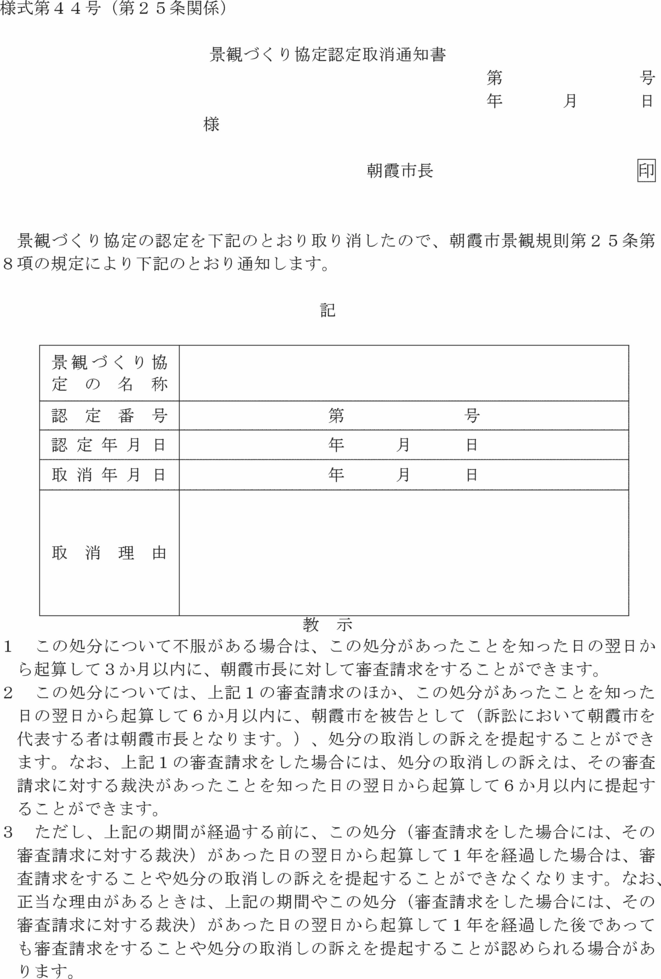 様式第４４号（第２５条関係）
景観づくり協定認定取消通知書
第　　　　　　　　号
年　　　月　　　日
様
朝霞市長　　　　　　　　　　　　印
景観づくり協定の認定を下記のとおり取り消したので、朝霞市景観規則第２５条第
８項の規定により下記のとおり通知します。
記
景観づくり協
定の名称
認定番号　第　　　　　　　号
認定年月日　年　　　月　　　日
取消年月日　年　　　月　　　日
取消理由
教　示
１　この処分について不服がある場合は、この処分があったことを知った日の翌日か
ら起算して３か月以内に、朝霞市長に対して審査請求をすることができます。
２　この処分については、上記１の審査請求のほか、この処分があったことを知った
日の翌日から起算して６か月以内に、朝霞市を被告として（訴訟において朝霞市を
代表する者は朝霞市長となります。）、処分の取消しの訴えを提起することができ
ます。なお、上記１の審査請求をした場合には、処分の取消しの訴えは、その審査
請求に対する裁決があったことを知った日の翌日から起算して６か月以内に提起す
ることができます。
３　ただし、上記の期間が経過する前に、この処分（審査請求をした場合には、その
審査請求に対する裁決）があった日の翌日から起算して１年を経過した場合は、審
査請求をすることや処分の取消しの訴えを提起することができなくなります。なお、
正当な理由があるときは、上記の期間やこの処分（審査請求をした場合には、その
審査請求に対する裁決）があった日の翌日から起算して１年を経過した後であって
も審査請求をすることや処分の取消しの訴えを提起することが認められる場合があ
ります。